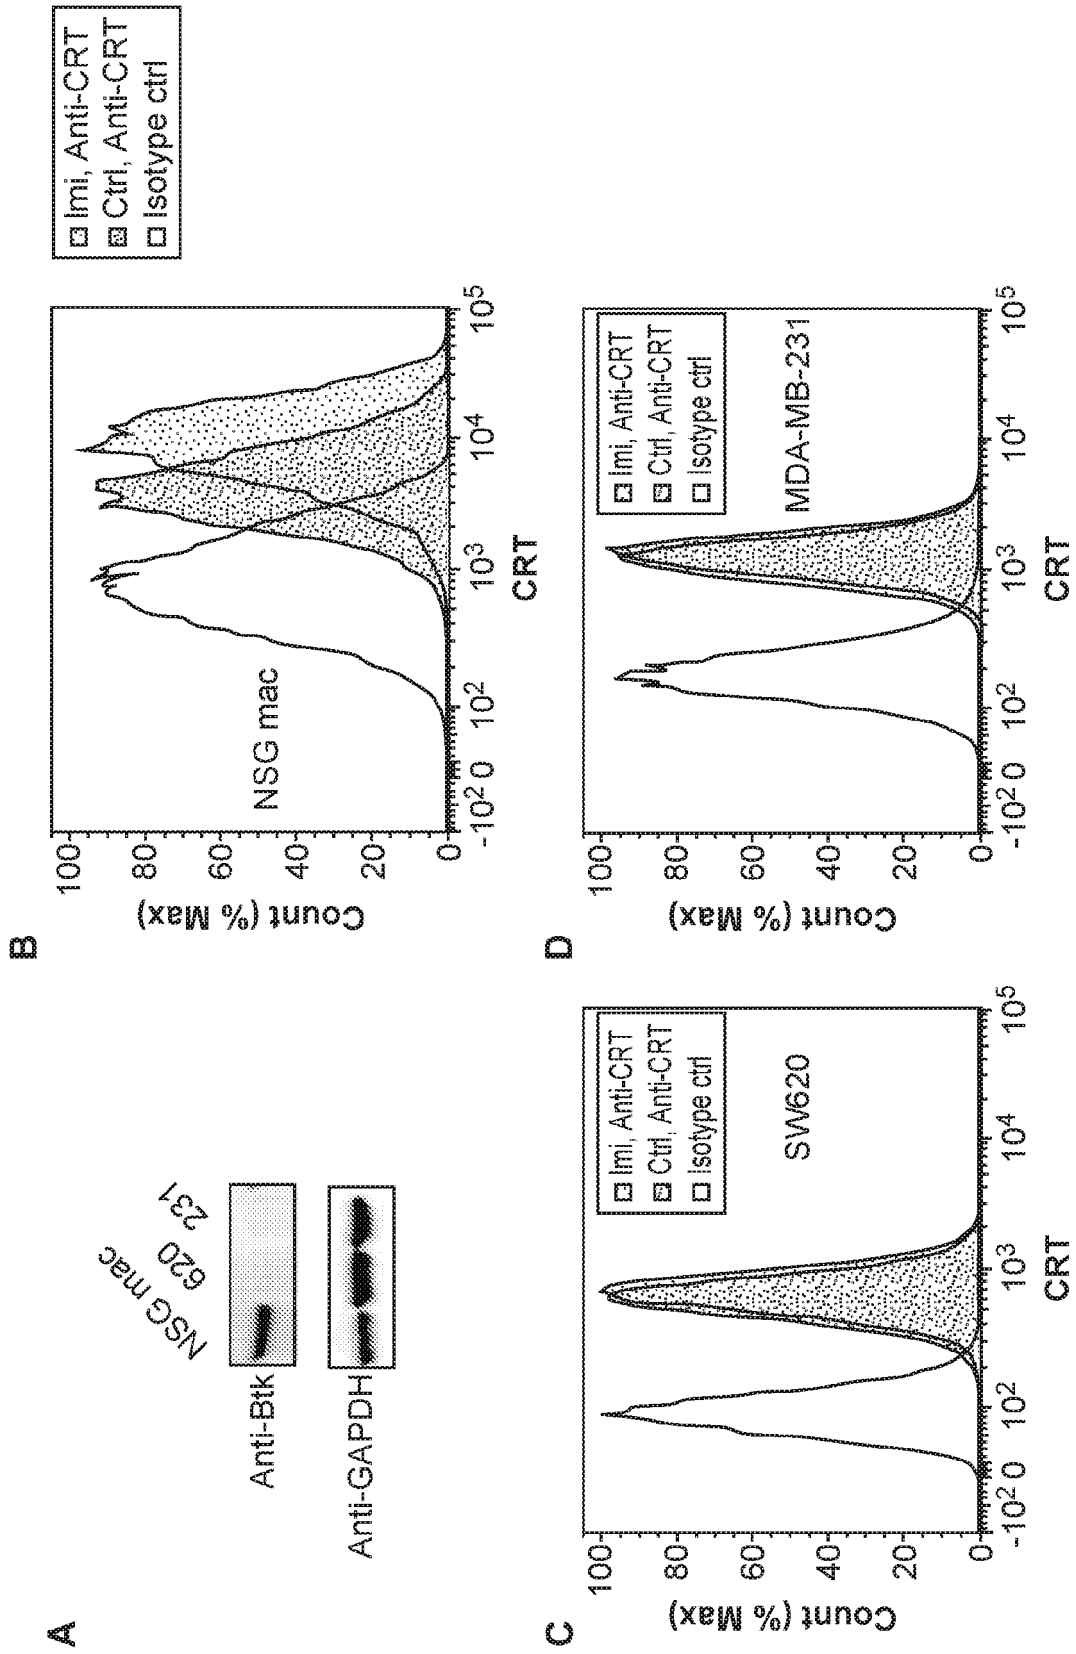 A
NSG mac
620
231
Anti-Btk
Anti-GAPDH
B
Imi, Anti-CRT
Ctrl, Anti-CRT
Isotype ctrl
Count (% Max)
100
80
60
40
20
0
NSG mac
-10² 0 10² 10³ 10⁴ 10⁵
CRT
C
Count (% Max)
100
80
60
40
20
0
Imi, Anti-CRT
Ctrl, Anti-CRT
Isotype ctrl
SW620
-10² 0 10² 10³ 10⁴ 10⁵
CRT
D
Count (% Max)
100
80
60
40
20
0
Imi, Anti-CRT
Ctrl, Anti-CRT
Isotype ctrl
MDA-MB-231
-10² 0 10² 10³ 10⁴ 10⁵
CRT